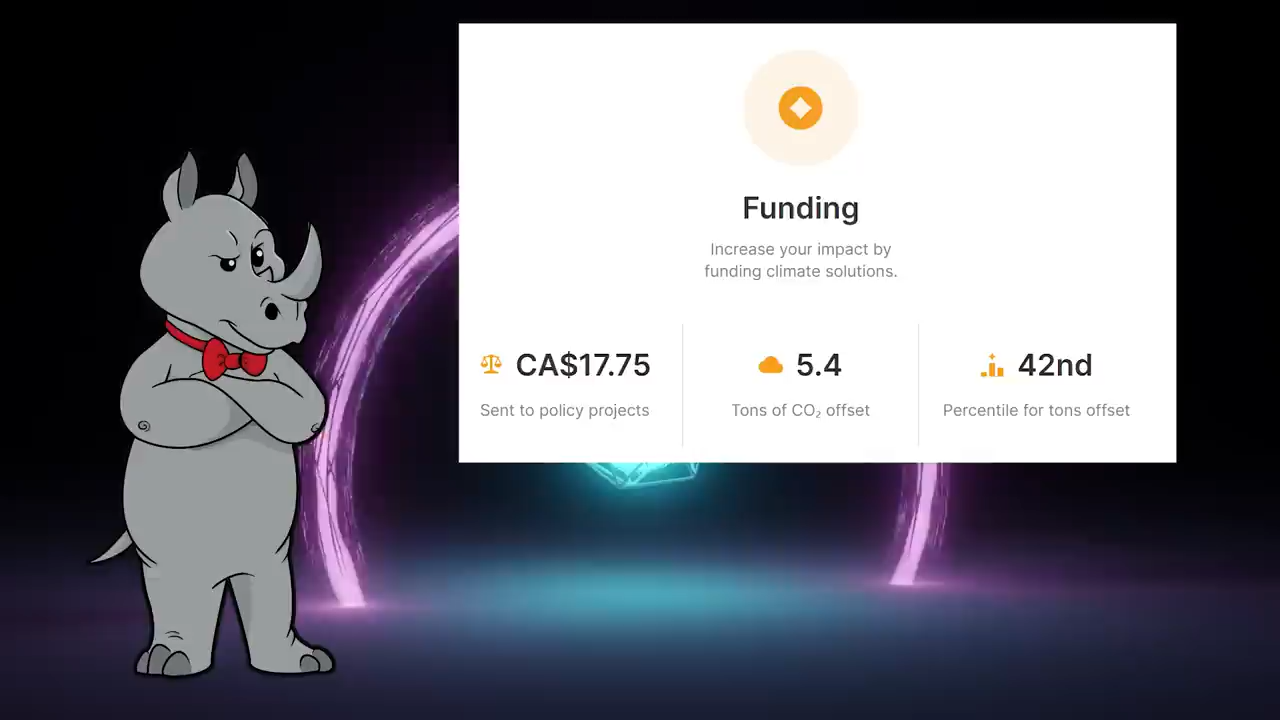 Funding
Increase your impact by
funding climate solutions.
CA$17.75
Sent to policy projects
5.4
Tons of CO₂ offset
42nd
Percentile for tons offset